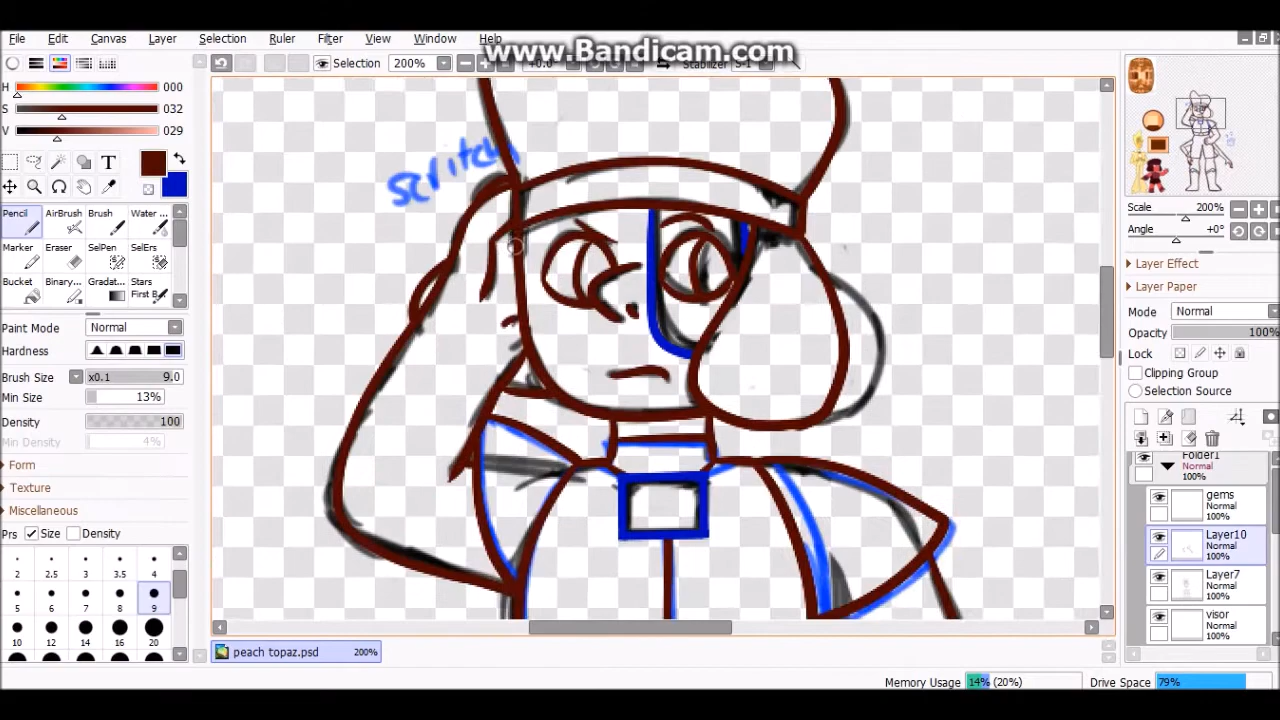 www.Bandicam.com
File Edit Canvas Layer Selection Ruler Filter View Window Help
Selection 200% +0.0° Stabilizer S-1
H 000
S 032
V 029
T
Pencil AirBrush Brush Water ...
Marker Eraser SelPen SelErs
Bucket Binary... Gradat... Stars
First B...
Paint Mode Normal
Hardness
Brush Size x0.1 9.0
Min Size 13%
Density 100
Min Density 4%
Form
Texture
Miscellaneous
Prs Size Density
2 2.5 3 3.5 4
5 6 7 8 9
10 12 14 16 20
scritch
peach topaz.psd 200%
Memory Usage 14% (20%) Drive Space 79%
Scale 200%
Angle +0°
Layer Effect
Layer Paper
Mode Normal
Opacity 100%
Lock
Clipping Group
Selection Source
Folder1
Normal
100%
gems
Normal
100%
Layer10
Normal
100%
Layer7
Normal
100%
visor
Normal
100%